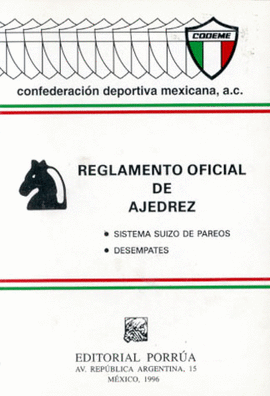 CODEME
confederación deportiva mexicana, a.c.
REGLAMENTO OFICIAL
DE
AJEDREZ
• SISTEMA SUIZO DE PAREOS
• DESEMPATES
EDITORIAL PORRÚA
AV. REPÚBLICA ARGENTINA, 15
MÉXICO, 1996